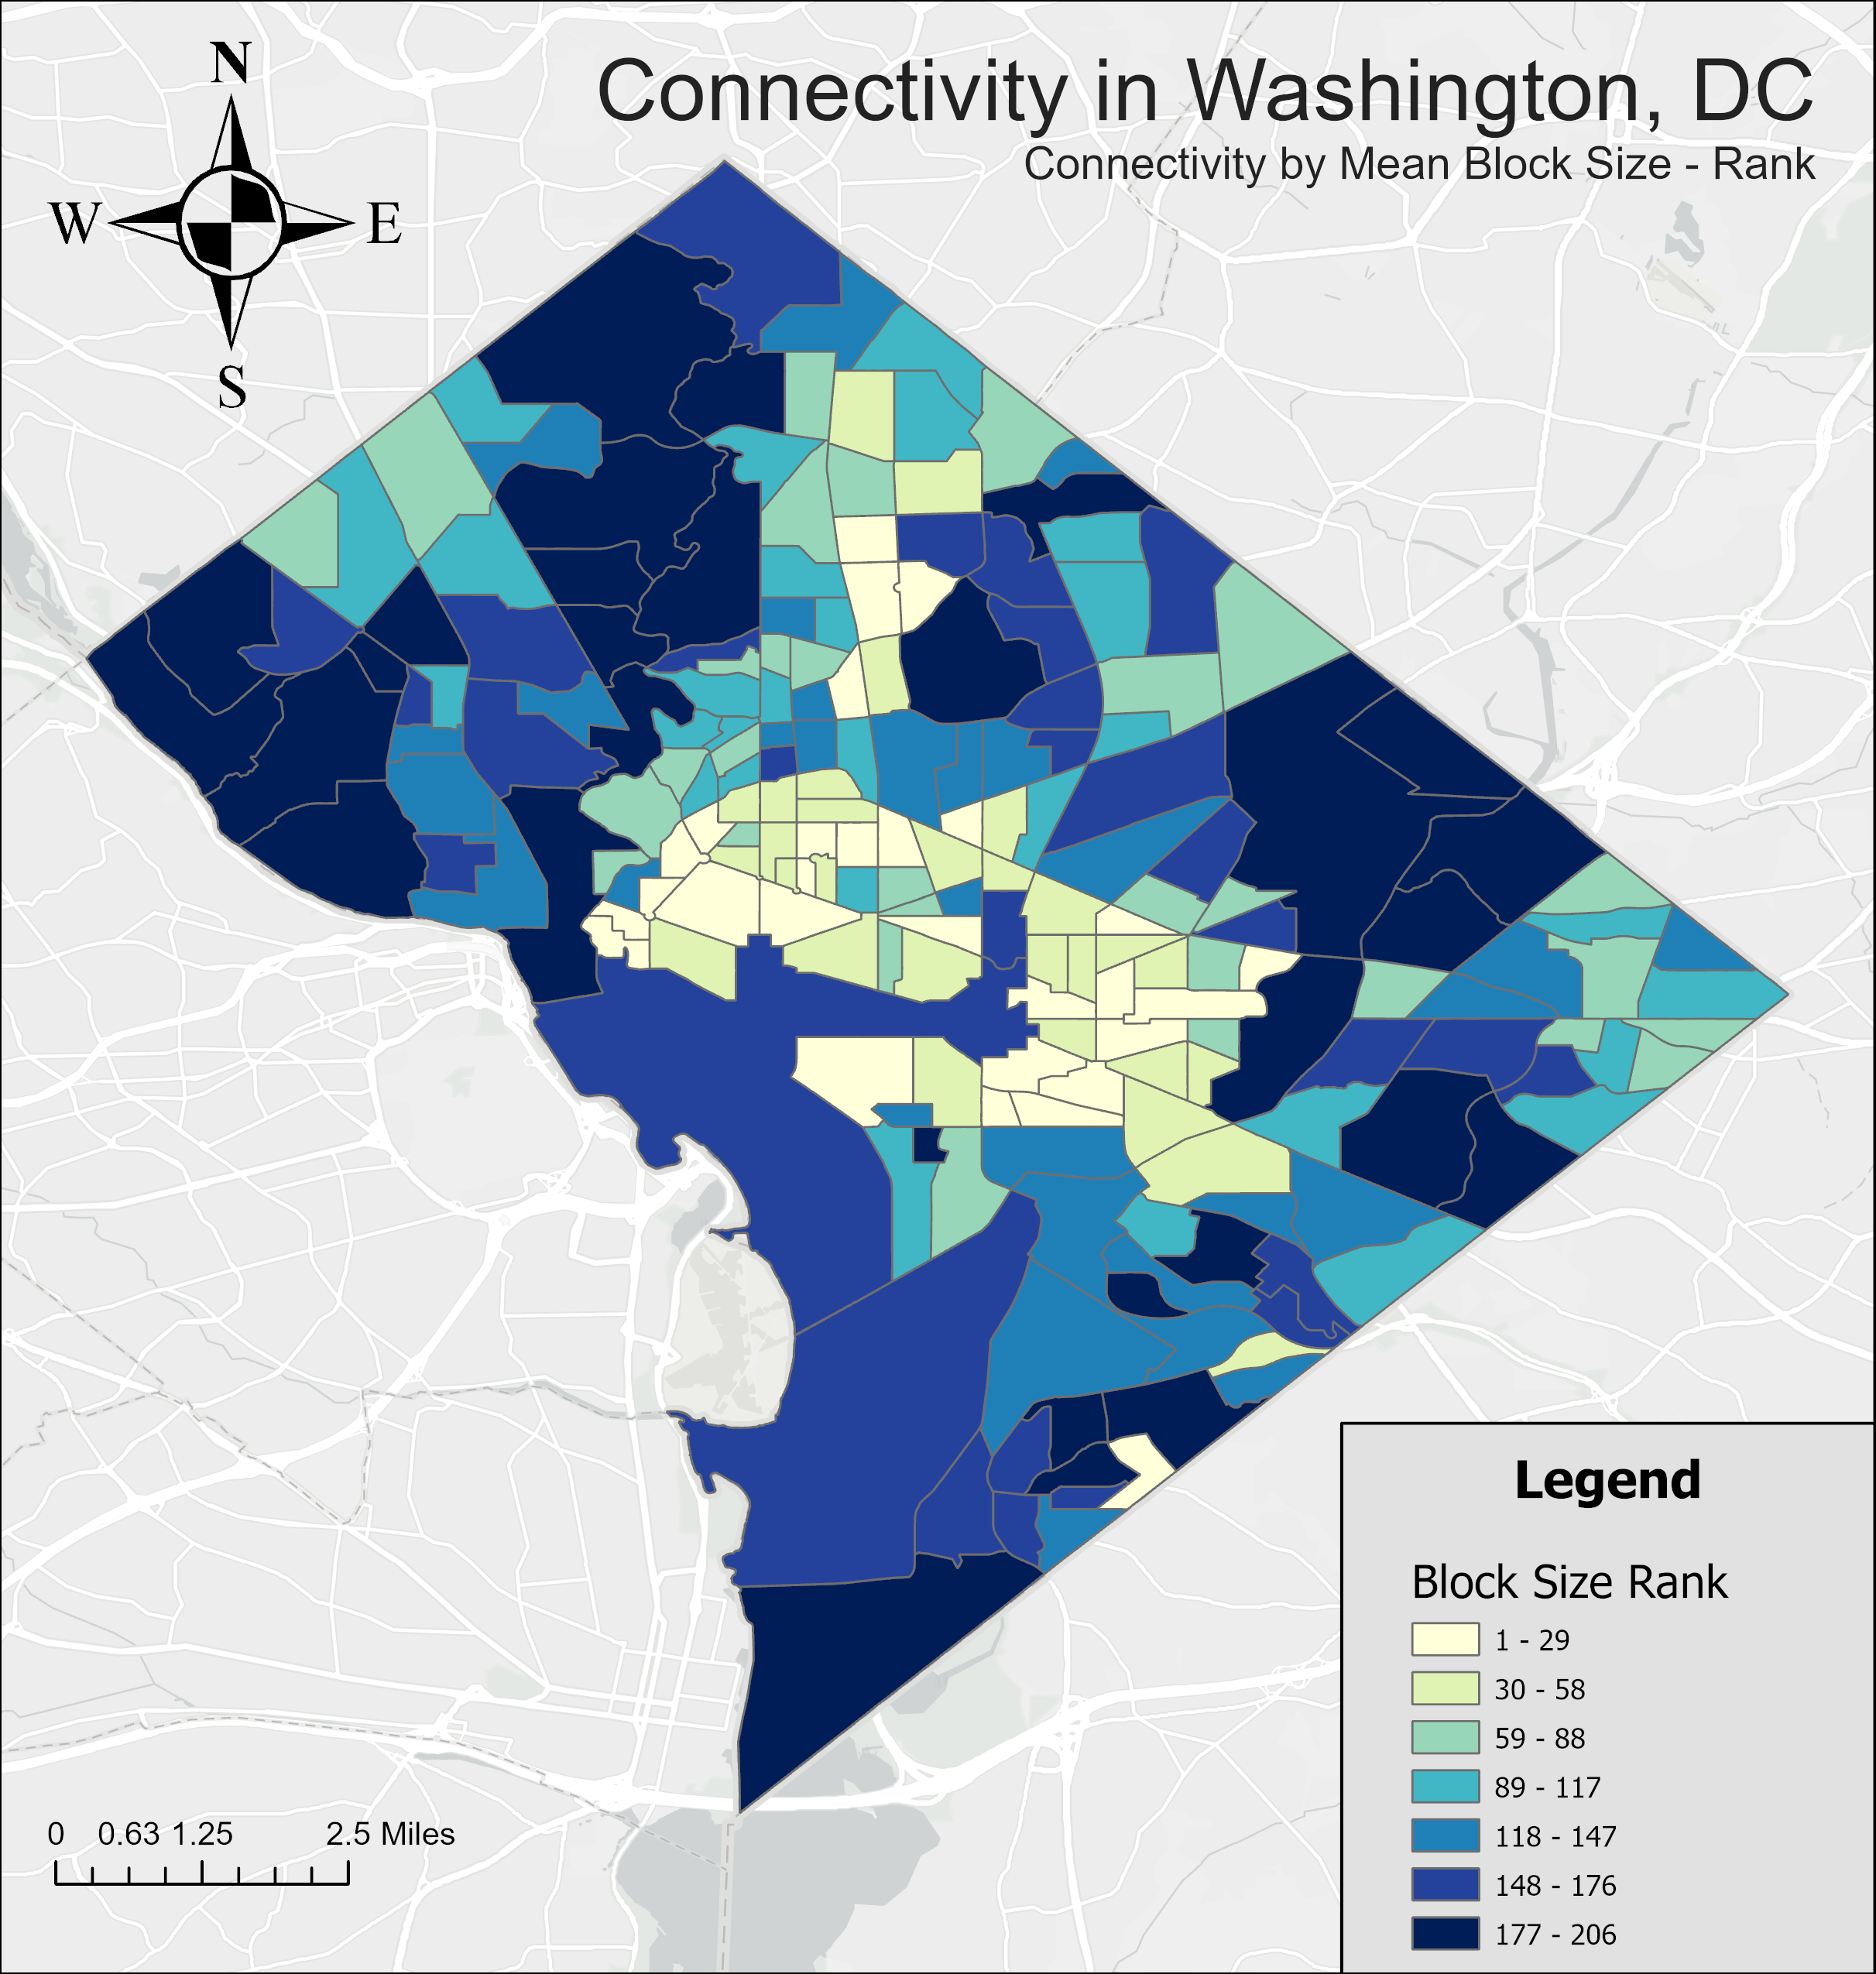 N
W E
S
Connectivity in Washington, DC
Connectivity by Mean Block Size - Rank
Legend
Block Size Rank
1 - 29
30 - 58
59 - 88
89 - 117
118 - 147
148 - 176
177 - 206
0 0.63 1.25 2.5 Miles